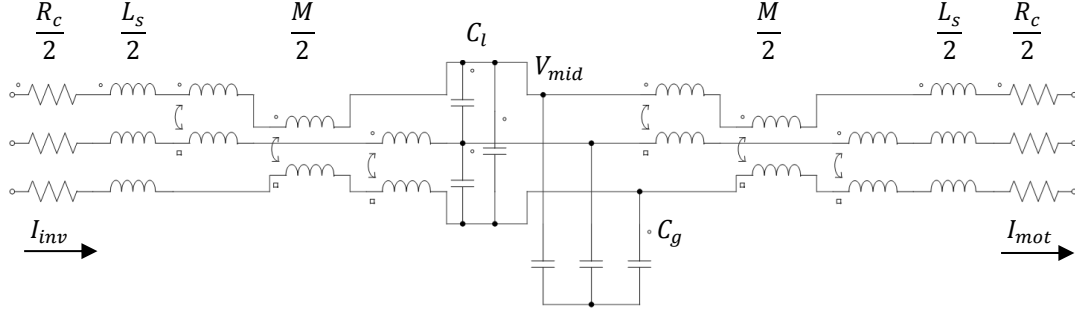 R_c/2 L_s/2 M/2 C_l V_mid M/2 L_s/2 R_c/2
C_g
I_inv I_mot